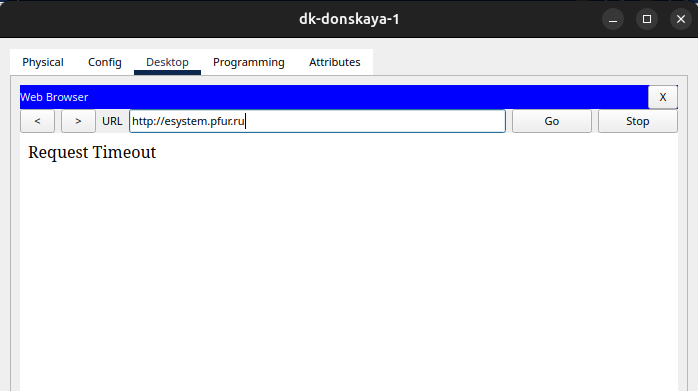 dk-donskaya-1
Physical Config Desktop Programming Attributes
Web Browser X
< > URL http://esystem.pfur.ru Go Stop
Request Timeout